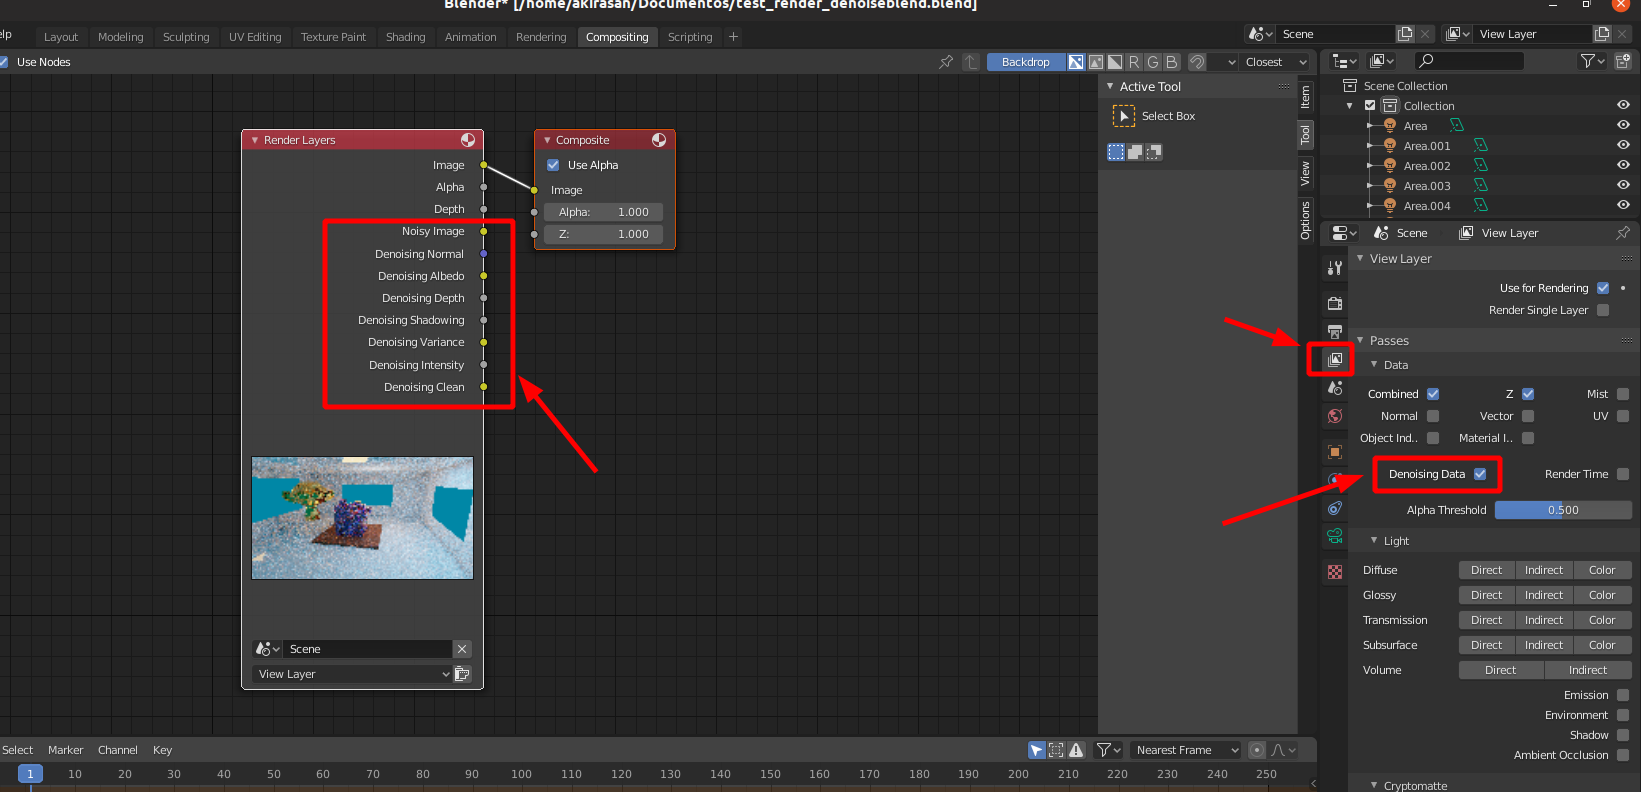 Blender* [/home/akirasan/Documentos/test_render_denoiseblend.blend]
elp Layout Modeling Sculpting UV Editing Texture Paint Shading Animation Rendering Compositing Scripting + Scene View Layer
Use Nodes Backdrop R G B Closest
Active Tool
Select Box
Item
Tool
View
Options
Scene Collection
Collection
Area
Area.001
Area.002
Area.003
Area.004
Render Layers
Image
Alpha
Depth
Noisy Image
Denoising Normal
Denoising Albedo
Denoising Depth
Denoising Shadowing
Denoising Variance
Denoising Intensity
Denoising Clean
Scene
View Layer
Composite
Use Alpha
Image
Alpha: 1.000
Z: 1.000
Scene View Layer
View Layer
Use for Rendering
Render Single Layer
Passes
Data
Combined Z Mist
Normal Vector UV
Object Ind.. Material I..
Denoising Data Render Time
Alpha Threshold 0.500
Light
Diffuse Direct Indirect Color
Glossy Direct Indirect Color
Transmission Direct Indirect Color
Subsurface Direct Indirect Color
Volume Direct Indirect
Emission
Environment
Shadow
Ambient Occlusion
Cryptomatte
Select Marker Channel Key Nearest Frame
1 10 20 30 40 50 60 70 80 90 100 110 120 130 140 150 160 170 180 190 200 210 220 230 240 250